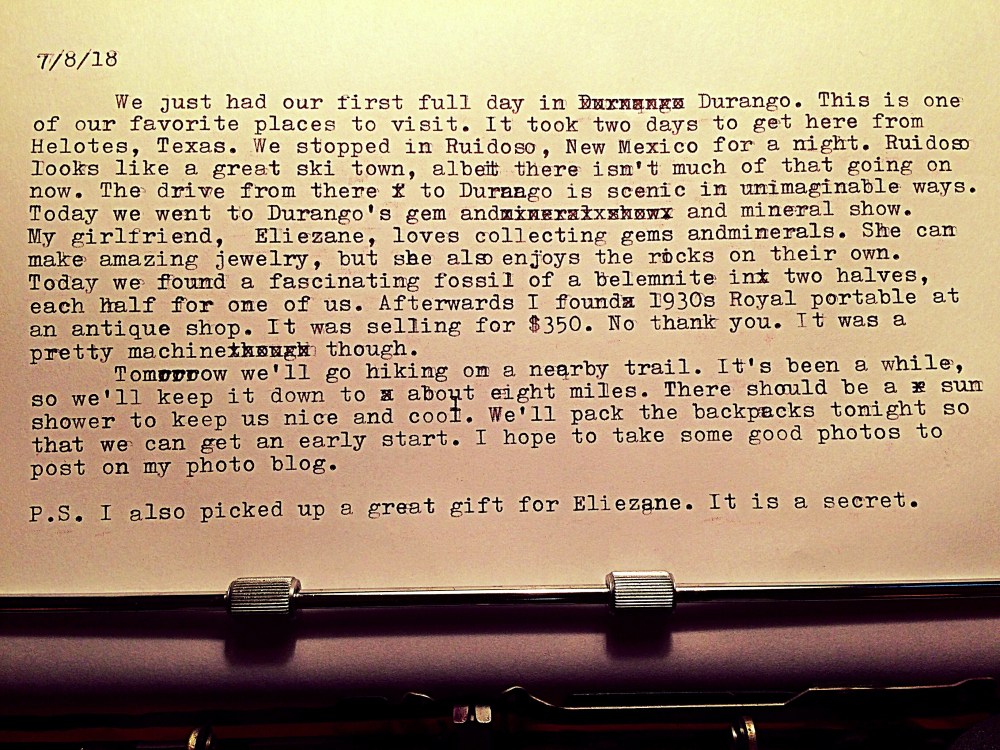 7/8/18
We just had our first full day in Durango. This is one
of our favorite places to visit. It took two days to get here from
Helotes, Texas. We stopped in Ruidoso, New Mexico for a night. Ruidoso
looks like a great ski town, albeit there isn't much of that going on
now. The drive from there x to Durango is scenic in unimaginable ways.
Today we went to Durango's gem and mineral show.
My girlfriend, Eliezane, loves collecting gems andminerals. She can
make amazing jewelry, but she also enjoys the rocks on their own.
Today we found a fascinating fossil of a belemnite in two halves,
each half for one of us. Afterwards I found 1930s Royal portable at
an antique shop. It was selling for $350. No thank you. It was a
pretty machine though.
Tomorrow we'll go hiking on a nearby trail. It's been a while,
so we'll keep it down to x about eight miles. There should be a x sun
shower to keep us nice and cool. We'll pack the backpacks tonight so
that we can get an early start. I hope to take some good photos to
post on my photo blog.
P.S. I also picked up a great gift for Eliezane. It is a secret.